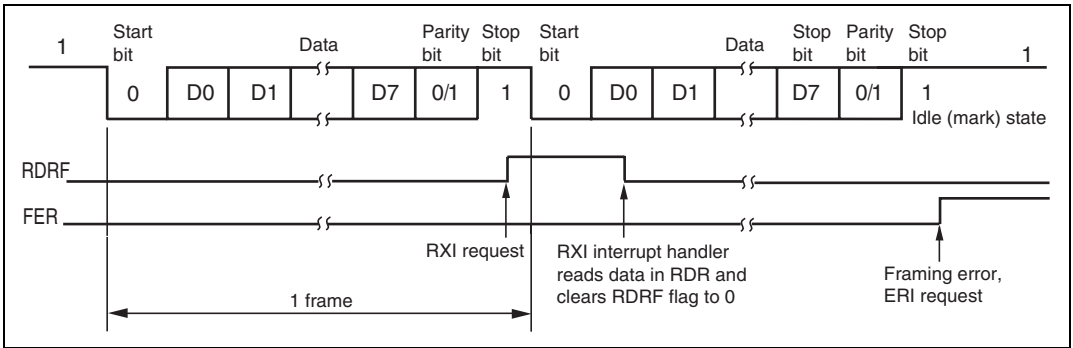 1
Start bit
Data
Parity bit
Stop bit
Start bit
Data
Stop bit
Parity bit
Stop bit
1
0 D0 D1 D7 0/1 1 0 D0 D1 D7 0/1 1
Idle (mark) state
RDRF
FER
RXI request
RXI interrupt handler
reads data in RDR and
clears RDRF flag to 0
Framing error,
ERI request
1 frame